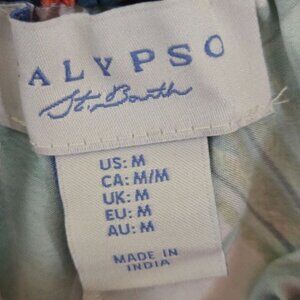 ALYPSO
St. Barth
US: M
CA: M/M
UK: M
EU: M
AU: M
MADE IN
INDIA